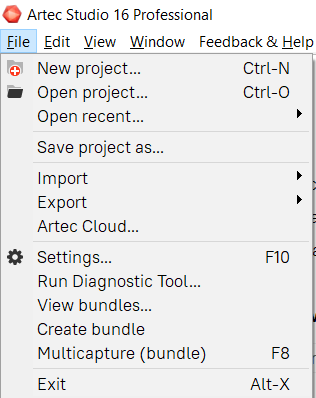 Artec Studio 16 Professional
File Edit View Window Feedback & Help
New project... Ctrl-N
Open project... Ctrl-O
Open recent...
Save project as...
Import
Export
Artec Cloud...
Settings... F10
Run Diagnostic Tool...
View bundles...
Create bundle
Multicapture (bundle) F8
Exit Alt-X